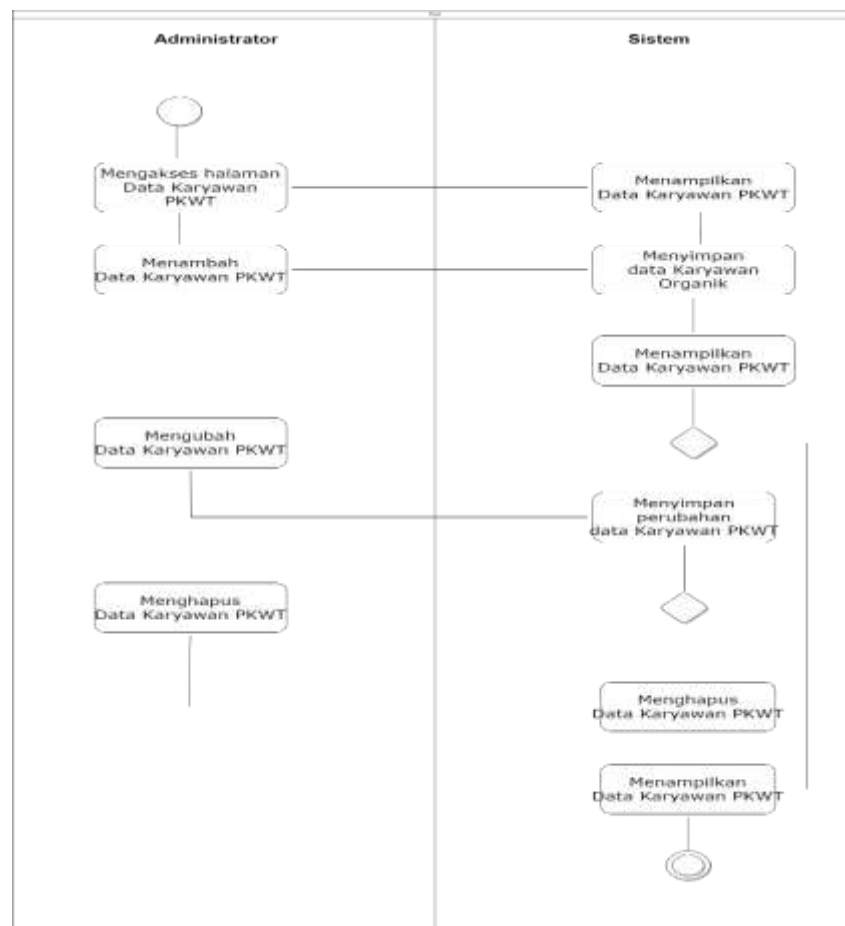 Administrator
Sistem
Mengakses halaman
Data Karyawan
PKWT
Menampilkan
Data Karyawan PKWT
Menambah
Data Karyawan PKWT
Menyimpan
data Karyawan
Organik
Menampilkan
Data Karyawan PKWT
Mengubah
Data Karyawan PKWT
Menyimpan
perubahan
data Karyawan PKWT
Menghapus
Data Karyawan PKWT
Menghapus
Data Karyawan PKWT
Menampilkan
Data Karyawan PKWT